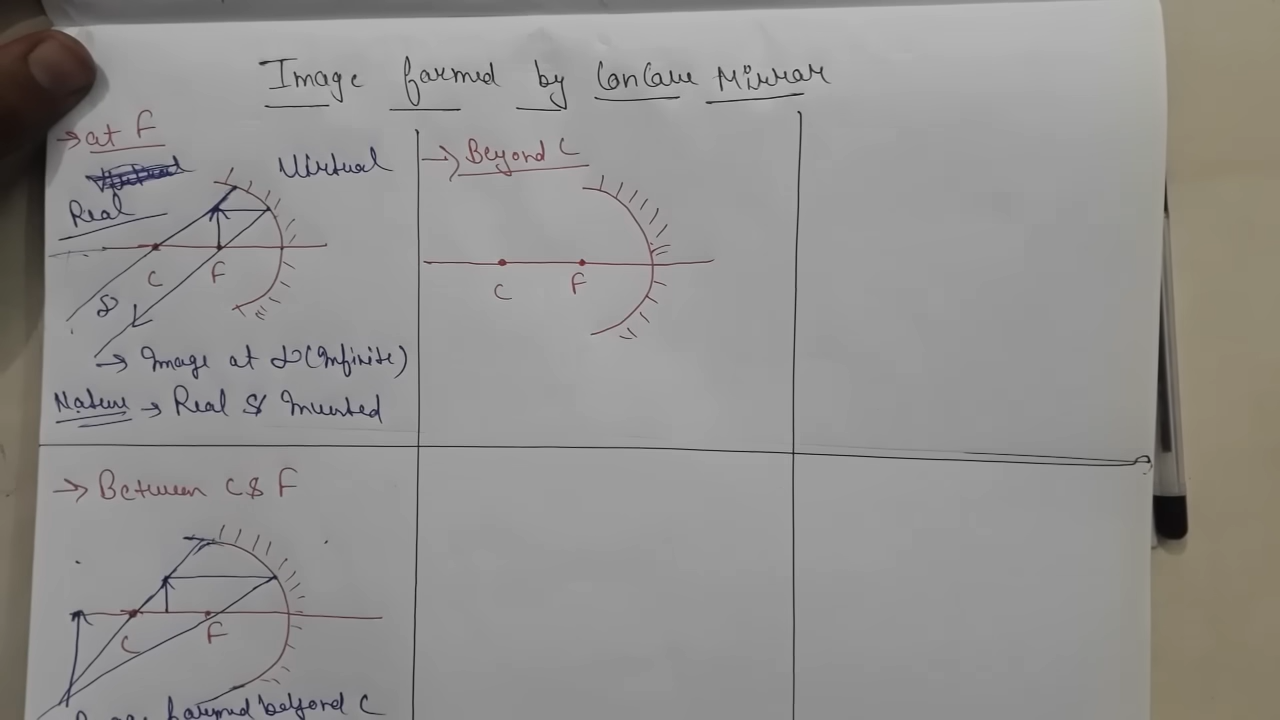 Image formed by Concave Mirror
→ at F
Virtual
Real
C
F
∞
→ Image at ∞ (Infinite)
Nature → Real & Inverted
→ Beyond C
C
F
→ Between C & F
C
F
formed beyond C